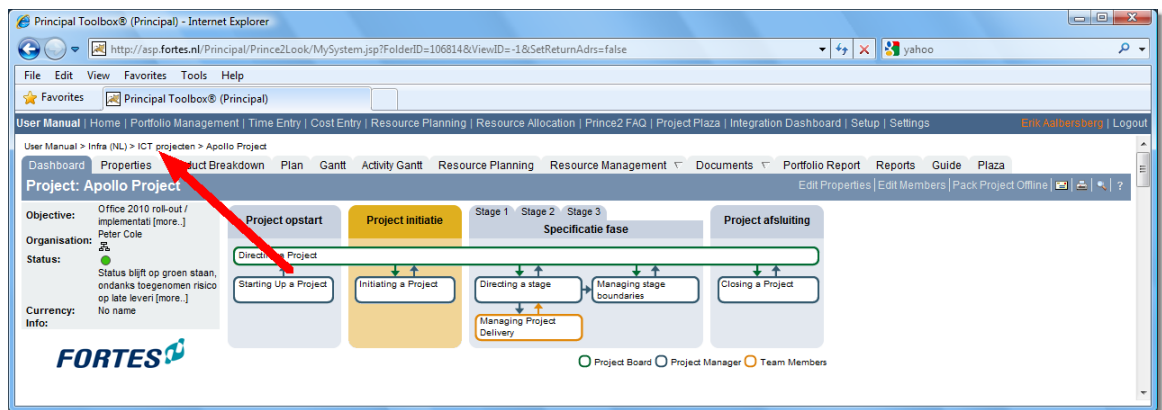 Principal Toolbox® (Principal) - Internet Explorer
http://asp.fortes.nl/Principal/Prince2Look/MySystem.jsp?FolderID=106814&ViewID=-1&SetReturnAdrs=false
yahoo
File Edit View Favorites Tools Help
Favorites Principal Toolbox® (Principal)
User Manual | Home | Portfolio Management | Time Entry | Cost Entry | Resource Planning | Resource Allocation | Prince2 FAQ | Project Plaza | Integration Dashboard | Setup | Settings Erik Aalbersberg | Logout
User Manual > Infra (NL) > ICT projecten > Apollo Project
Dashboard Properties duct Breakdown Plan Gantt Activity Gantt Resource Planning Resource Management Documents Portfolio Report Reports Guide Plaza
Project: Apollo Project Edit Properties | Edit Members | Pack Project Offline | ?
Objective: Office 2010 roll-out / implementati [more..]
Organisation: Peter Cole
Status:
Status blijft op groen staan, ondanks toegenomen risico op late leveri [more..]
Currency: No name
Info:
FORTES
Project opstart
Project initiatie
Stage 1 Stage 2 Stage 3
Specificatie fase
Project afsluiting
Directing a Project
Starting Up a Project
Initiating a Project
Directing a stage
Managing stage boundaries
Closing a Project
Managing Project Delivery
Project Board Project Manager Team Members